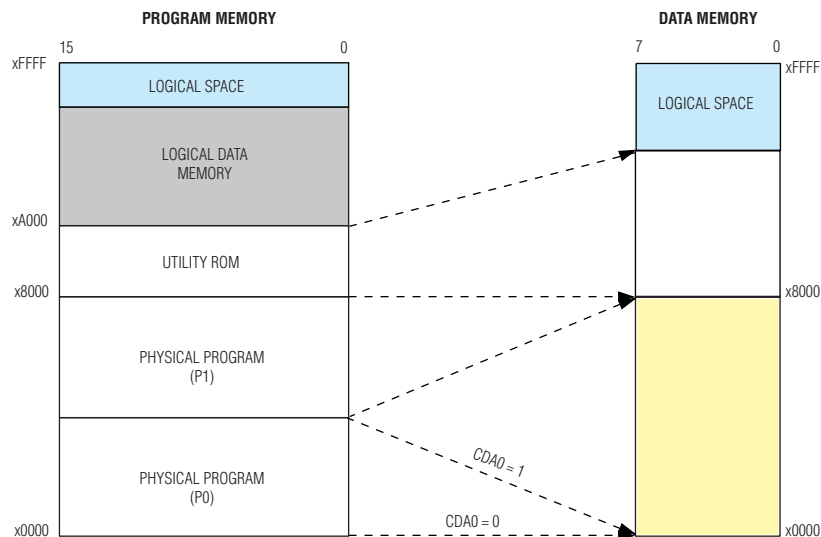 PROGRAM MEMORY
DATA MEMORY
15
0
7
0
xFFFF
xFFFF
LOGICAL SPACE
LOGICAL SPACE
LOGICAL DATA
MEMORY
xA000
UTILITY ROM
x8000
x8000
PHYSICAL PROGRAM
(P1)
CDA0 = 1
PHYSICAL PROGRAM
(P0)
CDA0 = 0
x0000
x0000